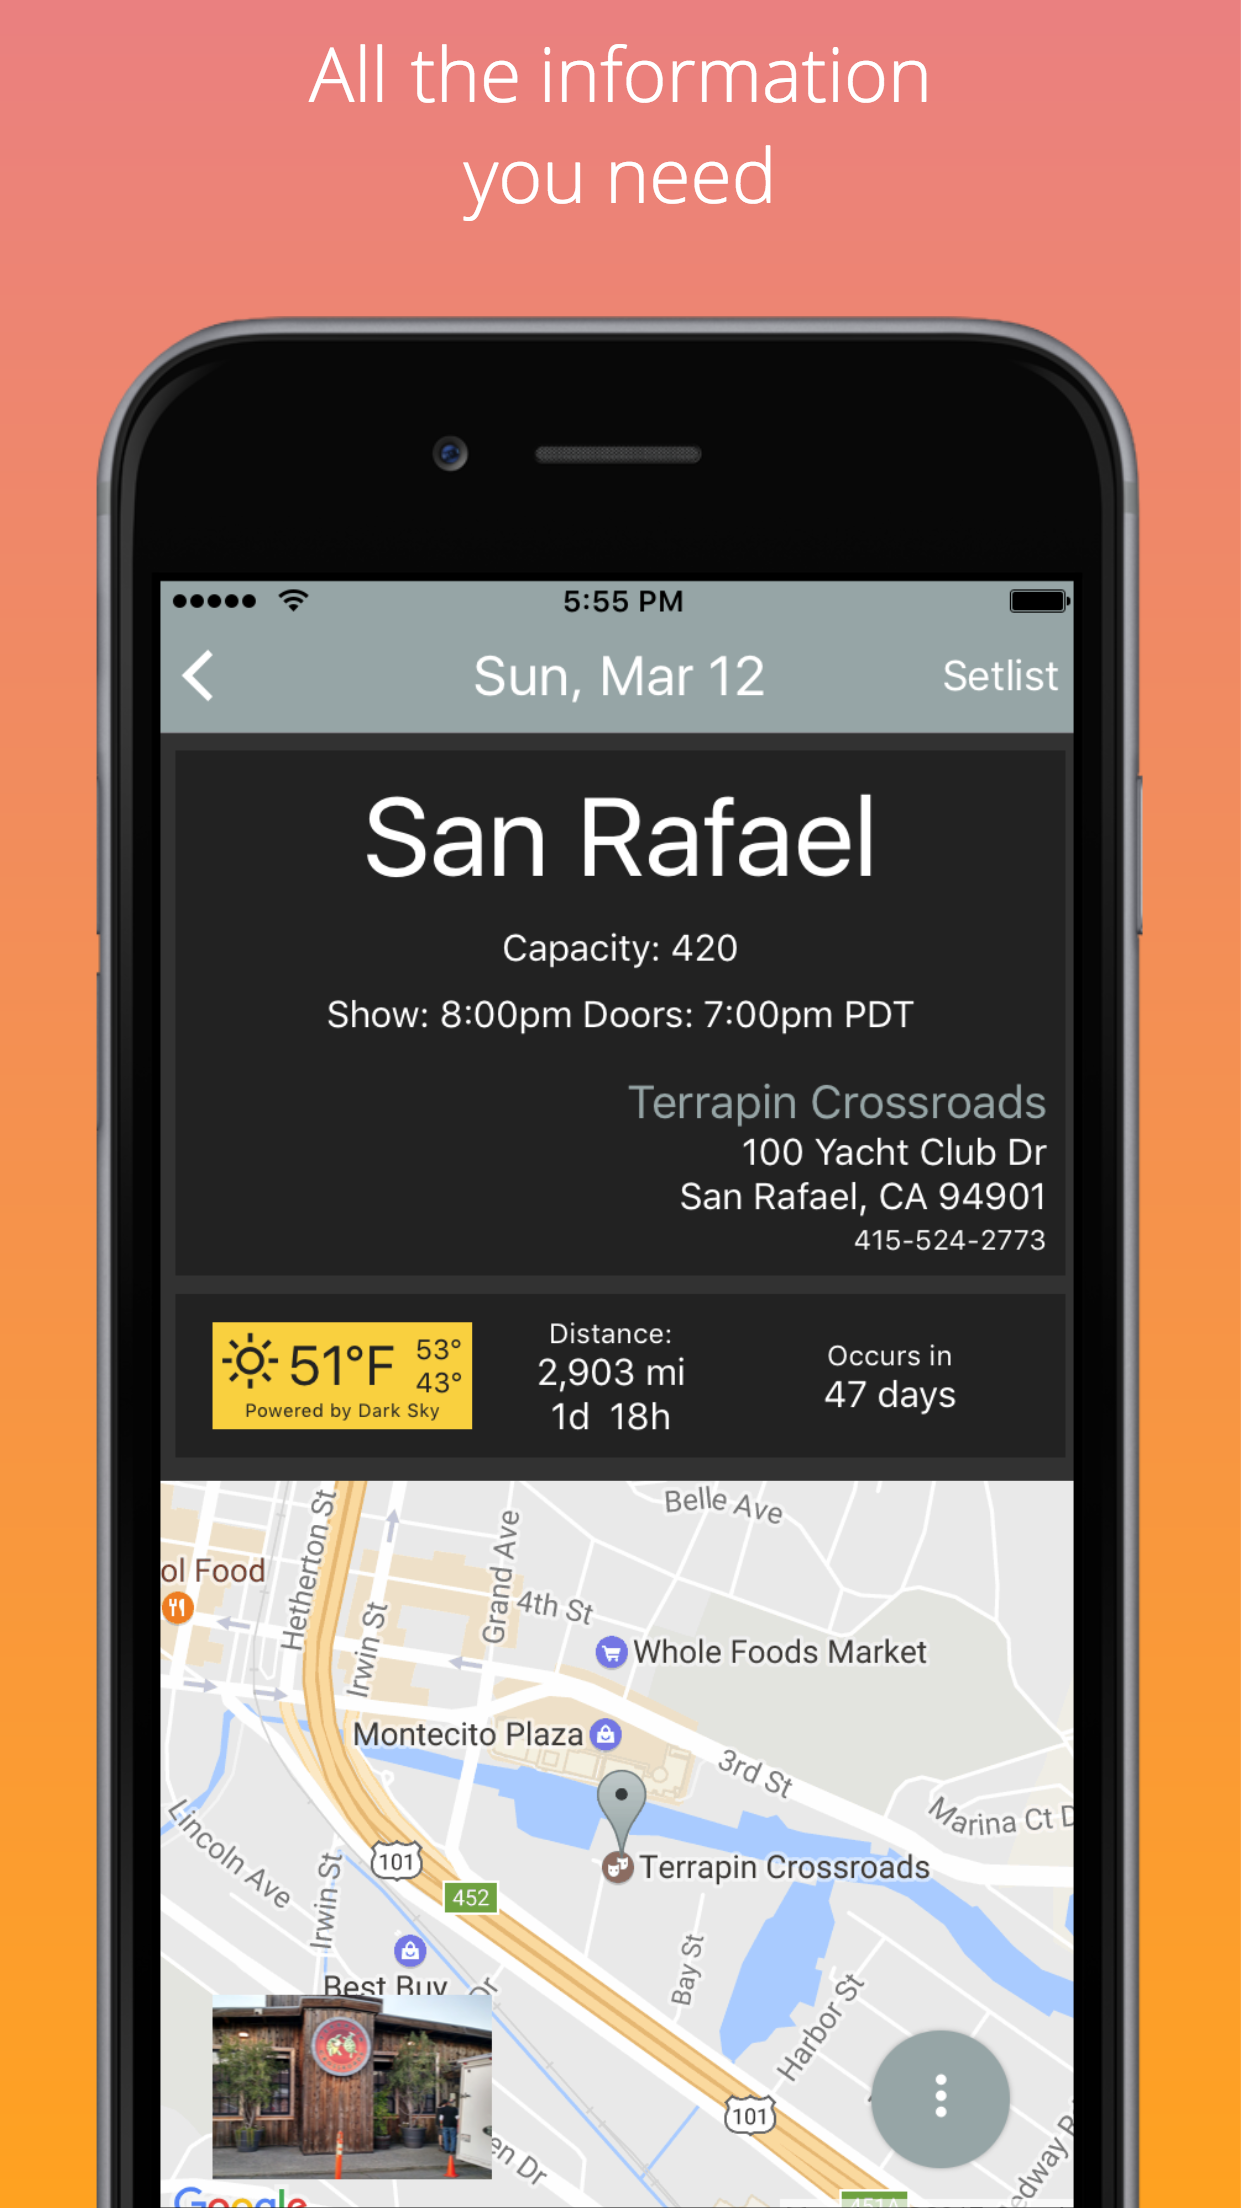 All the information
you need
5:55 PM
Sun, Mar 12
Setlist
San Rafael
Capacity: 420
Show: 8:00pm Doors: 7:00pm PDT
Terrapin Crossroads
100 Yacht Club Dr
San Rafael, CA 94901
415-524-2773
51°F
53°
43°
Powered by Dark Sky
Distance:
2,903 mi
1d 18h
Occurs in
47 days
Belle Ave
Hetherton St
Grand Ave
ol Food
4th St
Irwin St
Whole Foods Market
Montecito Plaza
3rd St
Marina Ct D
Lincoln Ave
101
Terrapin Crossroads
452
Irwin St
Bay St
Best Buy
Dr
Harbor St
101
en Dr
Google
451A